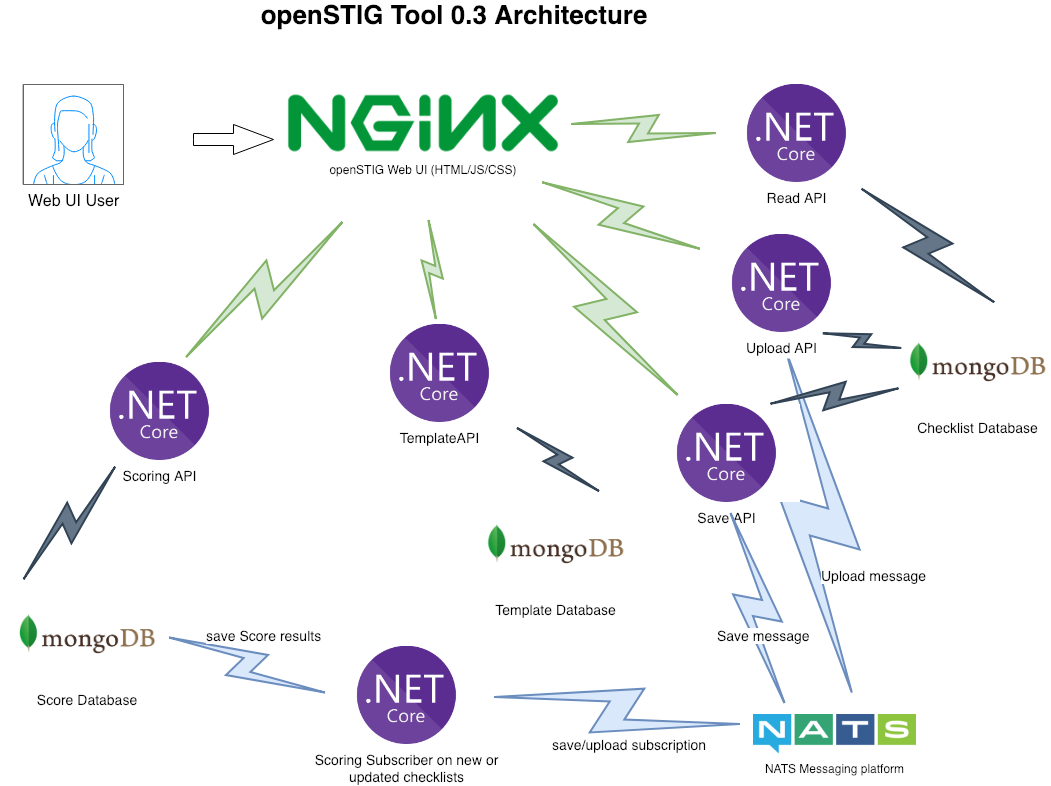 openSTIG Tool 0.3 Architecture
NGINX
openSTIG Web UI (HTML/JS/CSS)
Web UI User
.NET
Core
Read API
.NET
Core
Upload API
mongoDB
Checklist Database
.NET
Core
Scoring API
.NET
Core
TemplateAPI
.NET
Core
Save API
mongoDB
Template Database
Upload message
Save message
mongoDB
Score Database
save Score results
.NET
Core
Scoring Subscriber on new or
updated checklists
save/upload subscription
NATS
NATS Messaging platform